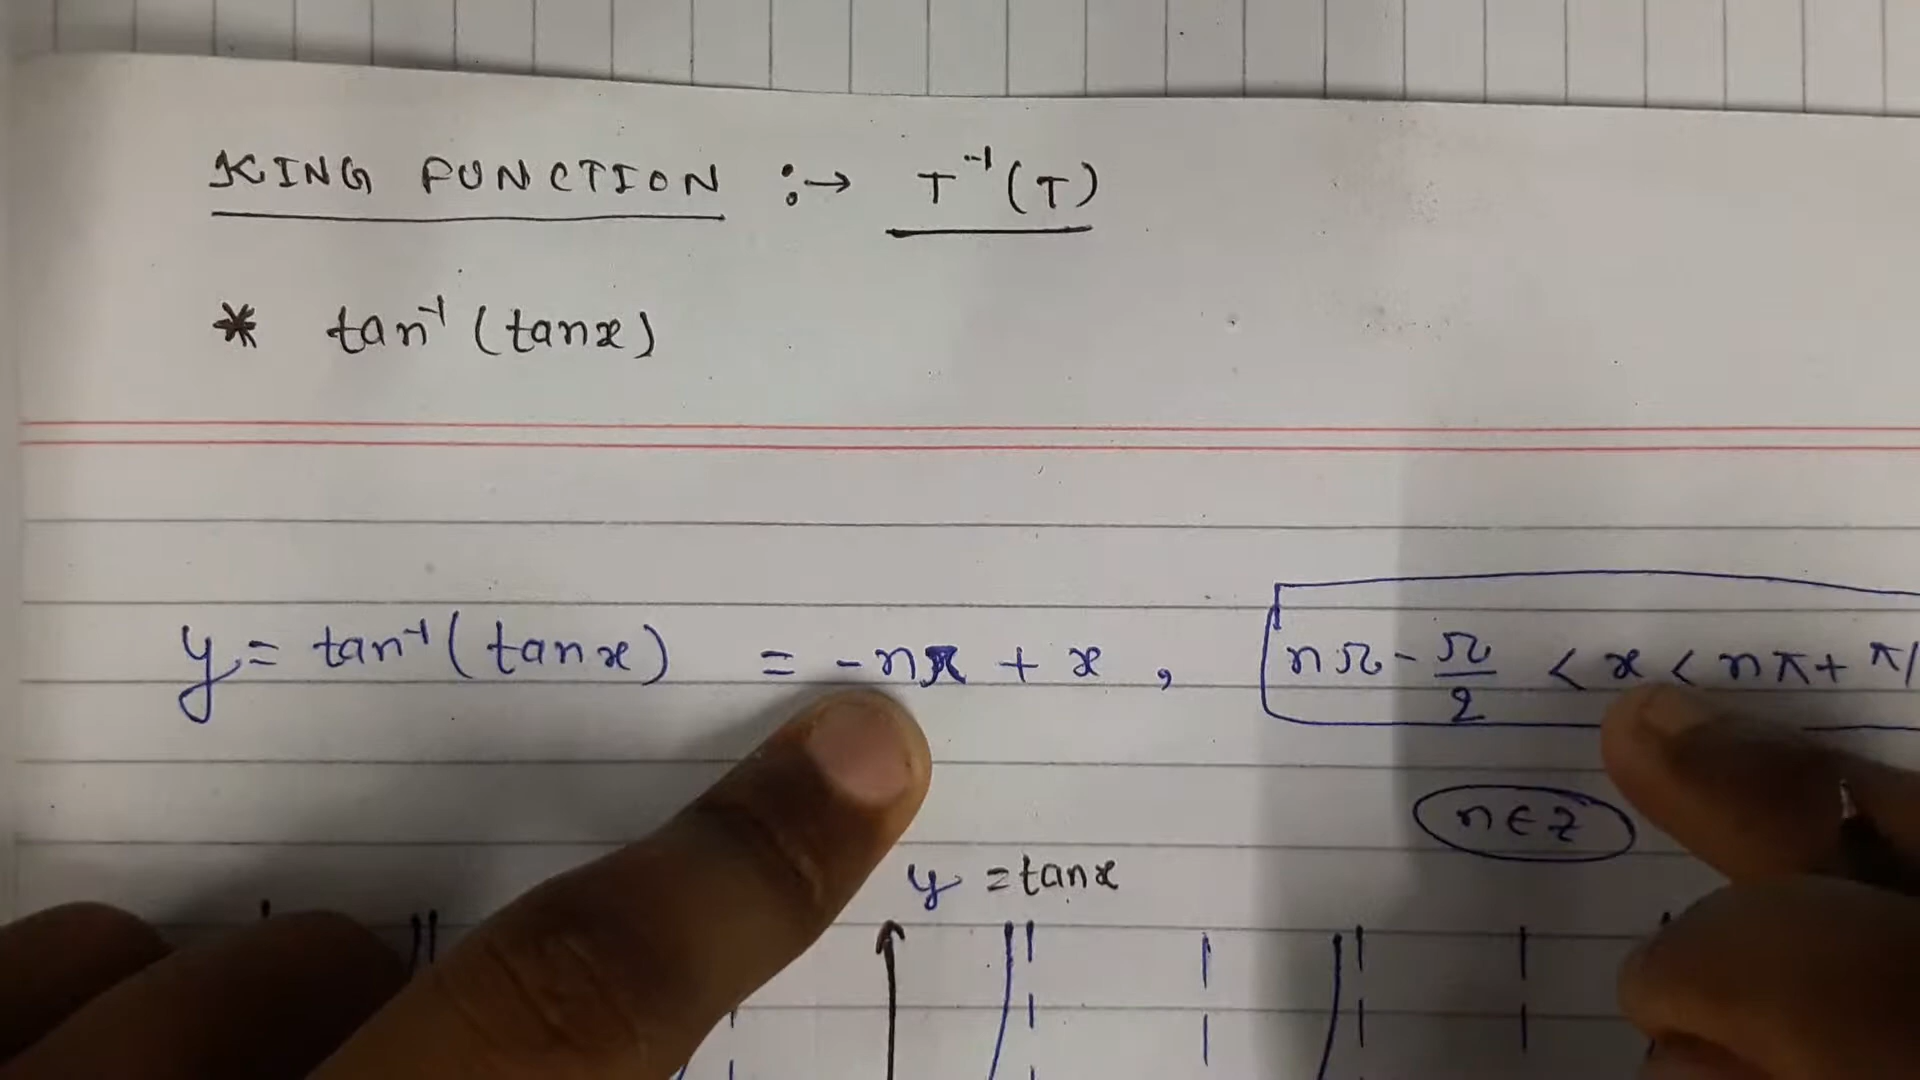 KING FUNCTION :→ T⁻¹(T)
* tan⁻¹(tanx)
y = tan⁻¹(tanx) = -nπ + x , nπ - π/2 < x < nπ + π/
n∈Z
y = tanx